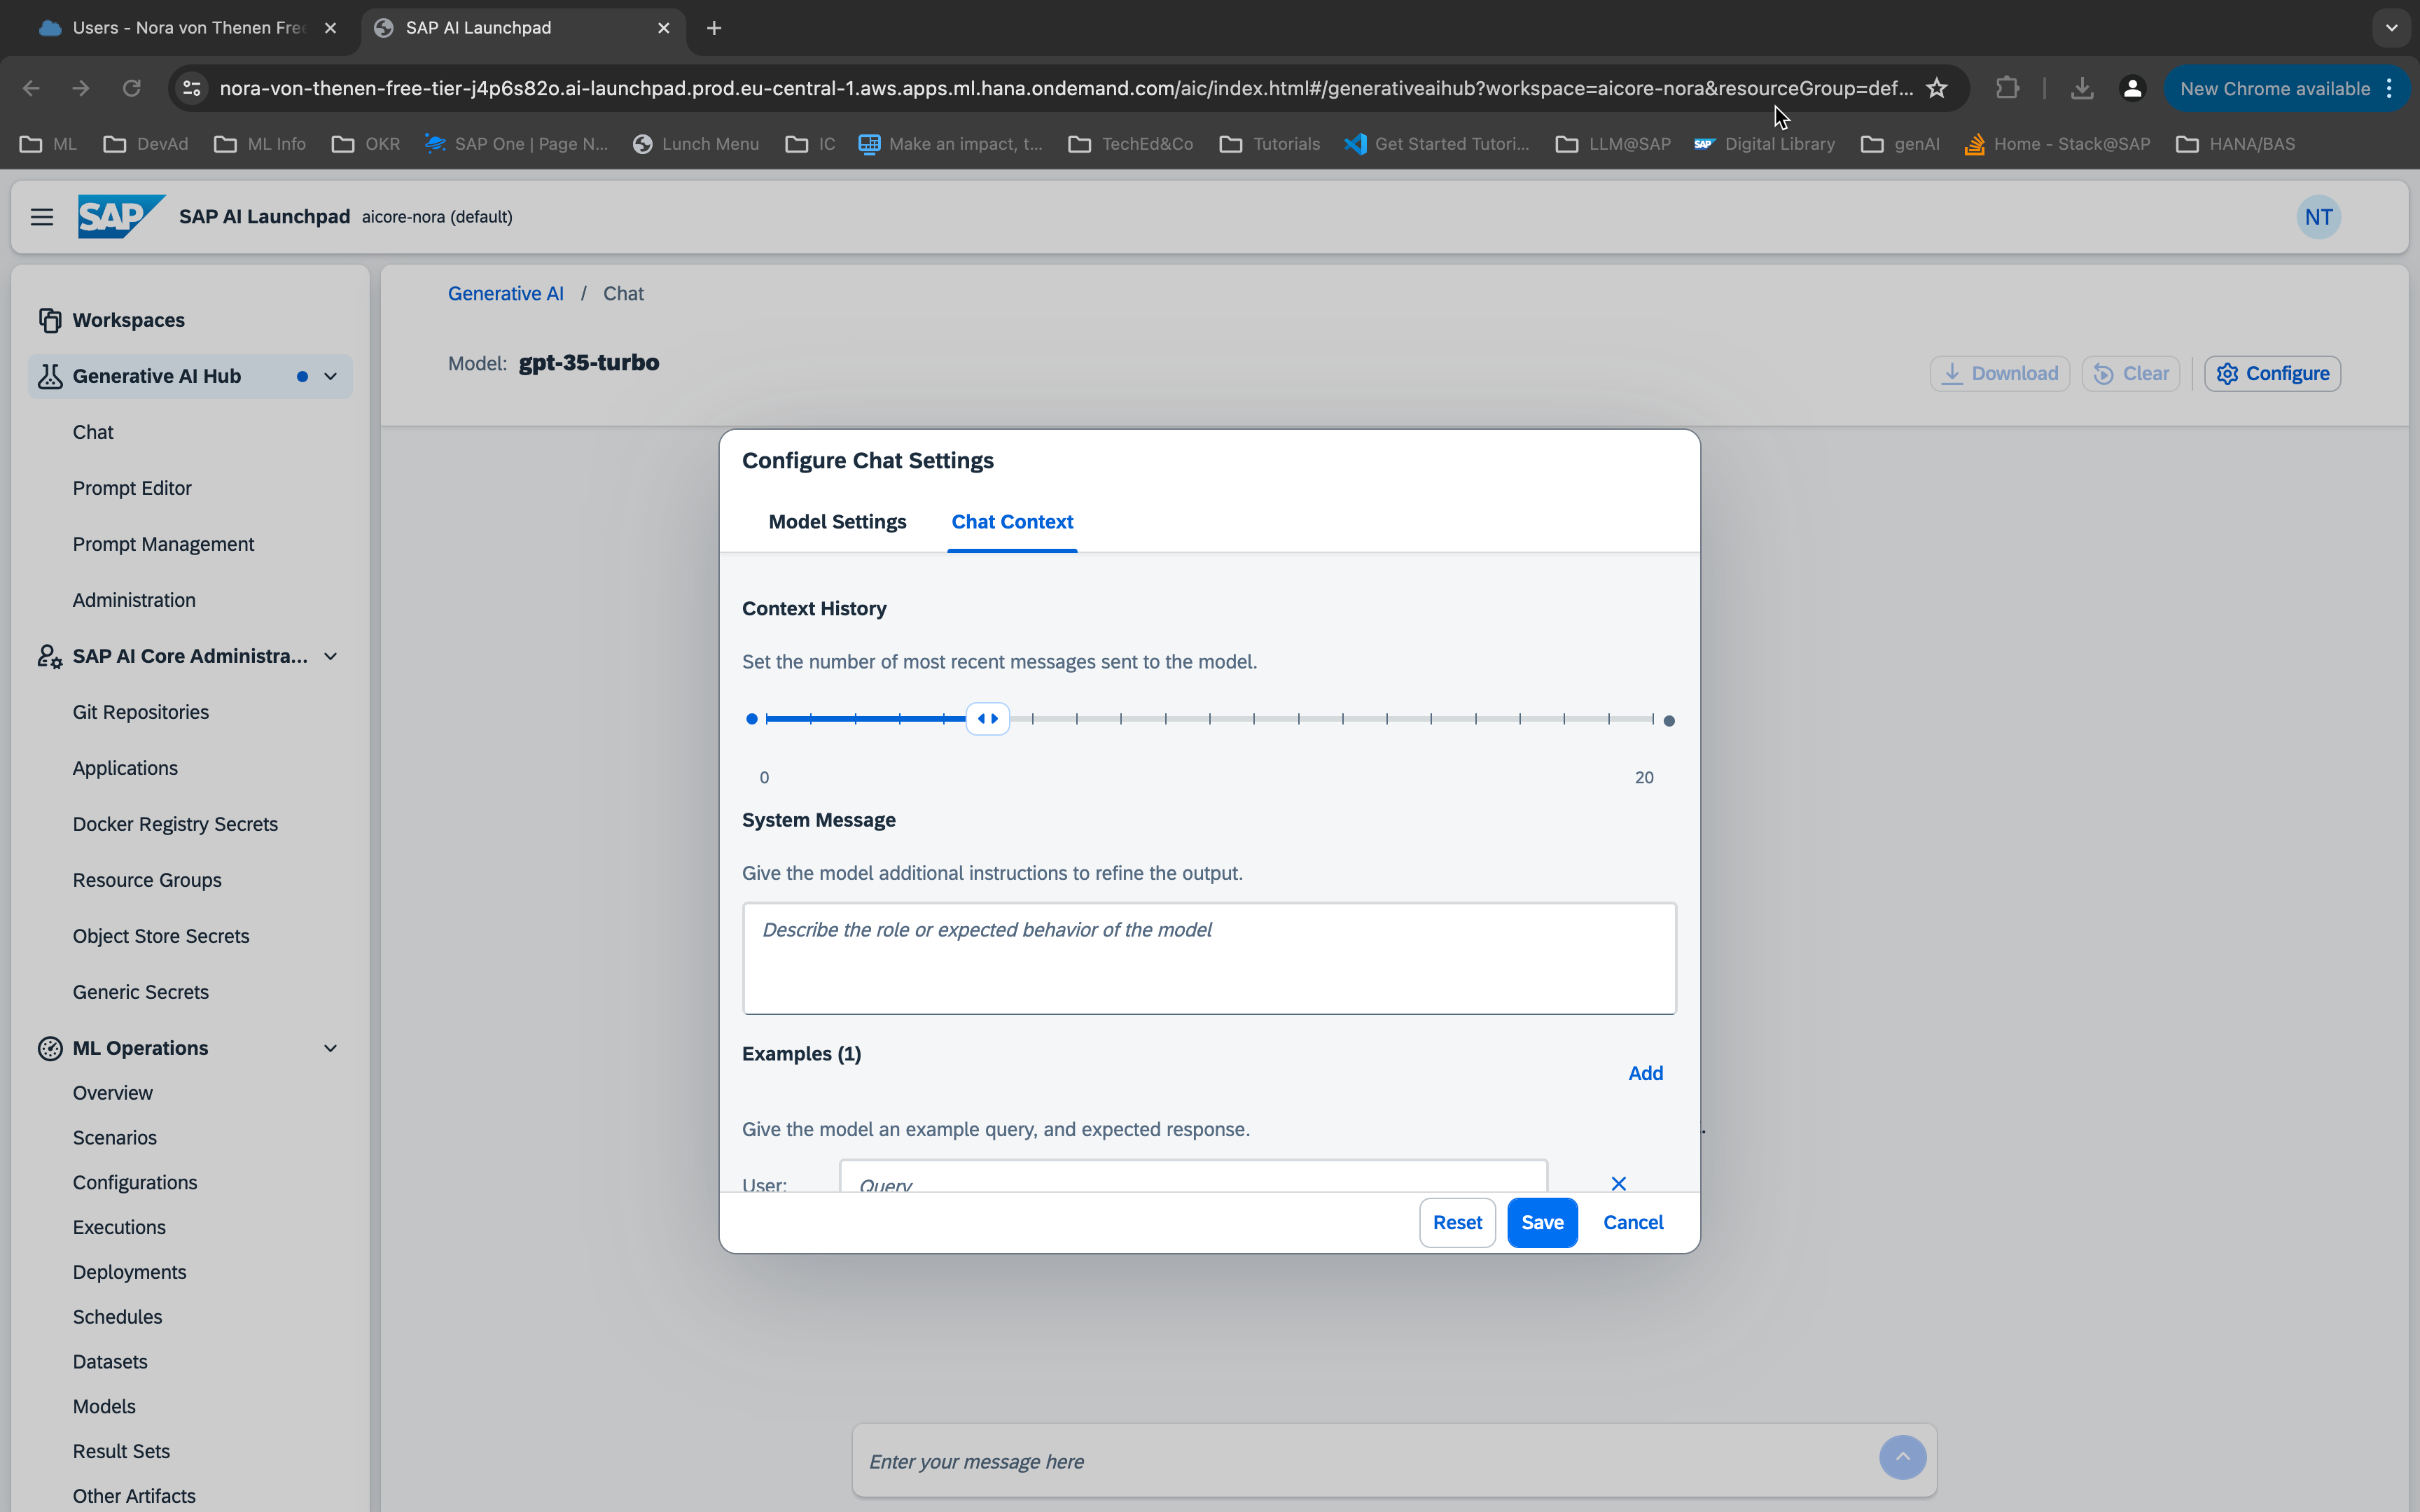 Users - Nora von Thenen Free
SAP AI Launchpad
nora-von-thenen-free-tier-j4p6s82o.ai-launchpad.prod.eu-central-1.aws.apps.ml.hana.ondemand.com/aic/index.html#/generativeaihub?workspace=aicore-nora&resourceGroup=def...
New Chrome available
ML
DevAd
ML Info
OKR
SAP One | Page N...
Lunch Menu
IC
Make an impact, t...
TechEd&Co
Tutorials
Get Started Tutori...
LLM@SAP
SAP
Digital Library
genAI
Home - Stack@SAP
HANA/BAS
SAP
SAP AI Launchpad aicore-nora (default)
NT
Workspaces
Generative AI Hub
Chat
Prompt Editor
Prompt Management
Administration
SAP AI Core Administra...
Git Repositories
Applications
Docker Registry Secrets
Resource Groups
Object Store Secrets
Generic Secrets
ML Operations
Overview
Scenarios
Configurations
Executions
Deployments
Schedules
Datasets
Models
Result Sets
Other Artifacts
Generative AI / Chat
Model: gpt-35-turbo
Download
Clear
Configure
Configure Chat Settings
Model Settings
Chat Context
Context History
Set the number of most recent messages sent to the model.
0
20
System Message
Give the model additional instructions to refine the output.
Describe the role or expected behavior of the model
Examples (1)
Add
Give the model an example query, and expected response.
User:
Query
.
Reset
Save
Cancel
Enter your message here